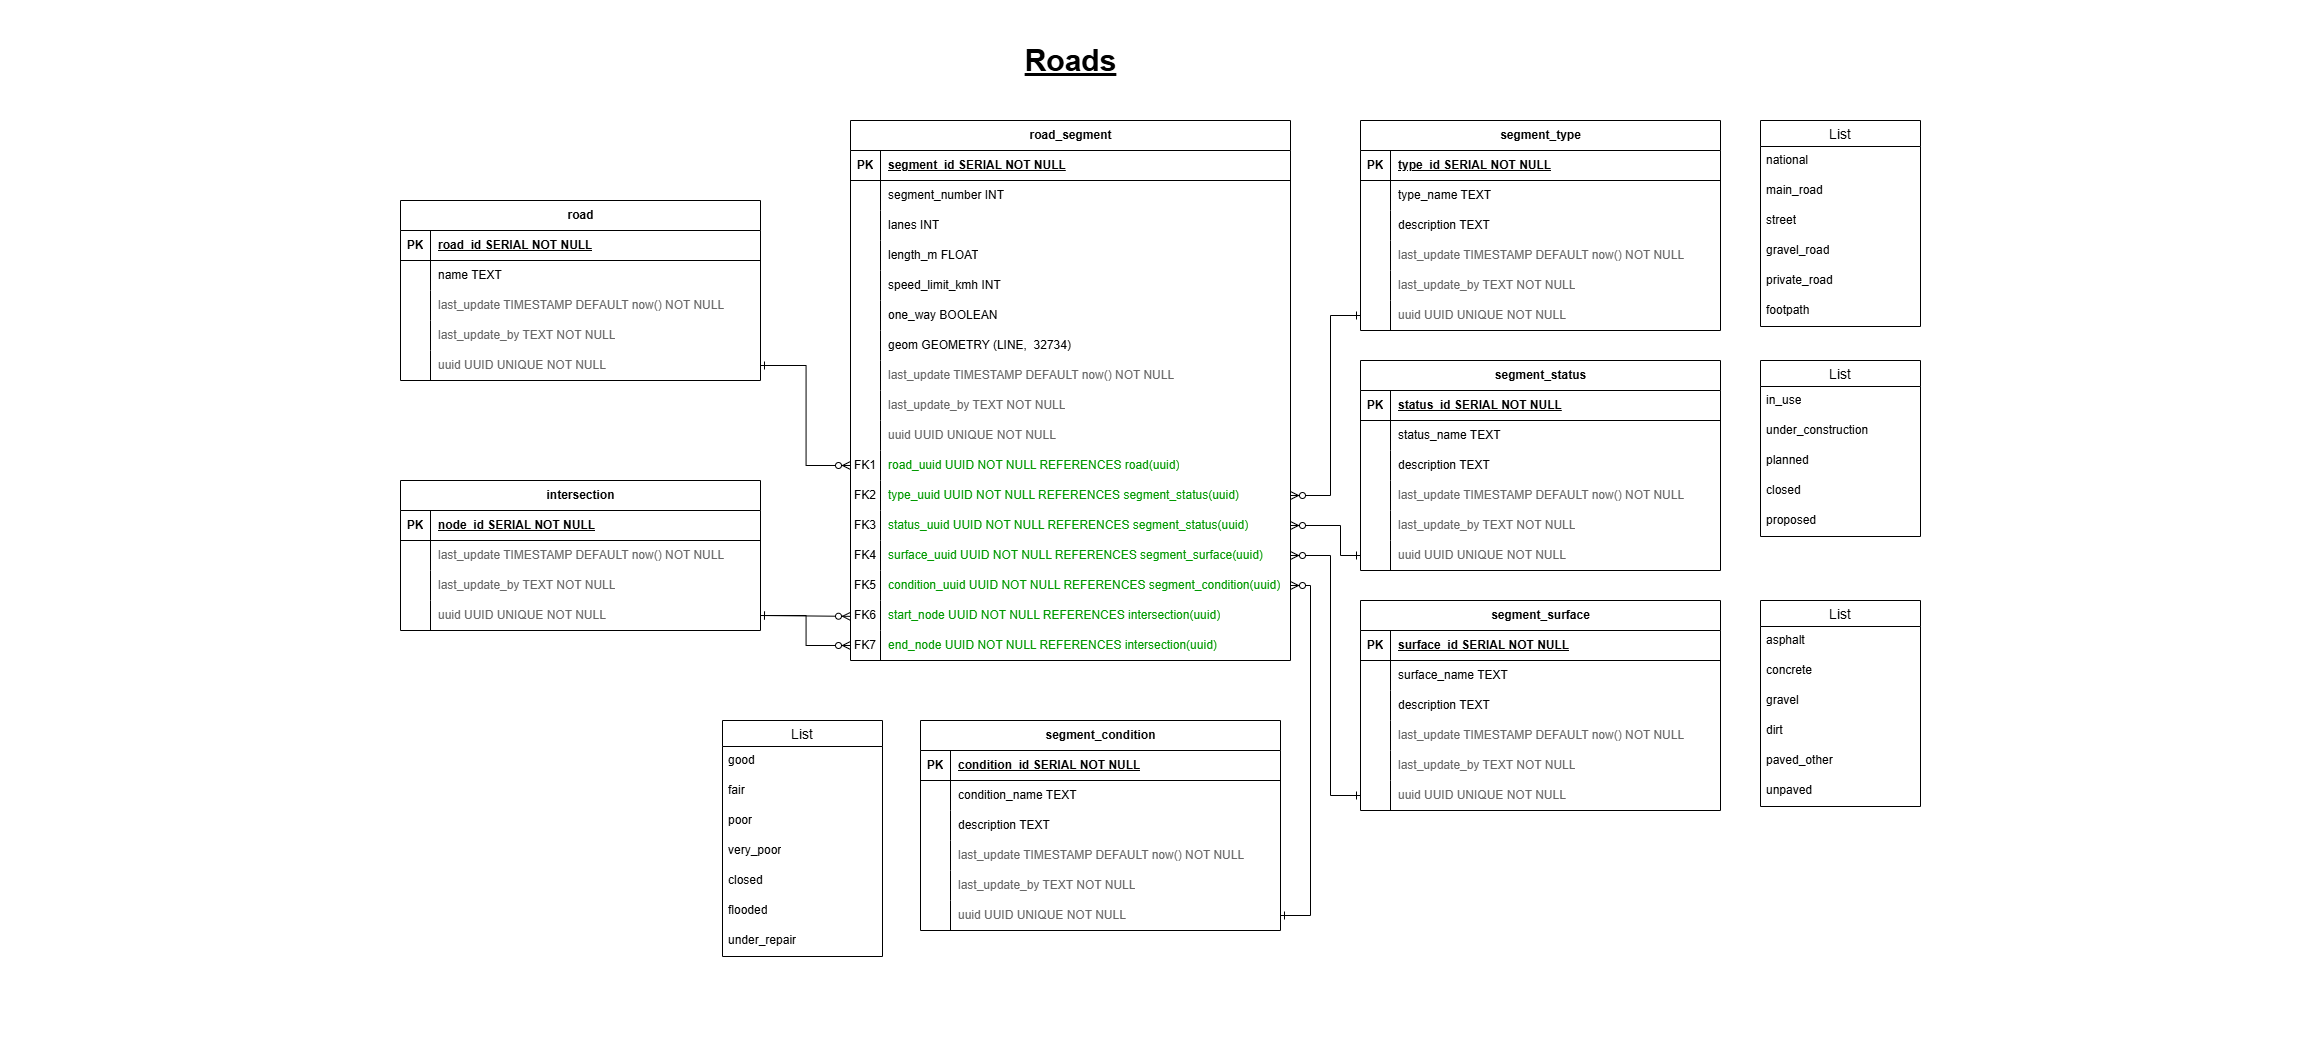 Roads
road
PK road_id SERIAL NOT NULL
name TEXT
last_update TIMESTAMP DEFAULT now() NOT NULL
last_update_by TEXT NOT NULL
uuid UUID UNIQUE NOT NULL
intersection
PK node_id SERIAL NOT NULL
last_update TIMESTAMP DEFAULT now() NOT NULL
last_update_by TEXT NOT NULL
uuid UUID UNIQUE NOT NULL
road_segment
PK segment_id SERIAL NOT NULL
segment_number INT
lanes INT
length_m FLOAT
speed_limit_kmh INT
one_way BOOLEAN
geom GEOMETRY (LINE, 32734)
last_update TIMESTAMP DEFAULT now() NOT NULL
last_update_by TEXT NOT NULL
uuid UUID UNIQUE NOT NULL
FK1 road_uuid UUID NOT NULL REFERENCES road(uuid)
FK2 type_uuid UUID NOT NULL REFERENCES segment_status(uuid)
FK3 status_uuid UUID NOT NULL REFERENCES segment_status(uuid)
FK4 surface_uuid UUID NOT NULL REFERENCES segment_surface(uuid)
FK5 condition_uuid UUID NOT NULL REFERENCES segment_condition(uuid)
FK6 start_node UUID NOT NULL REFERENCES intersection(uuid)
FK7 end_node UUID NOT NULL REFERENCES intersection(uuid)
segment_type
PK type_id SERIAL NOT NULL
type_name TEXT
description TEXT
last_update TIMESTAMP DEFAULT now() NOT NULL
last_update_by TEXT NOT NULL
uuid UUID UNIQUE NOT NULL
List
national
main_road
street
gravel_road
private_road
footpath
segment_status
PK status_id SERIAL NOT NULL
status_name TEXT
description TEXT
last_update TIMESTAMP DEFAULT now() NOT NULL
last_update_by TEXT NOT NULL
uuid UUID UNIQUE NOT NULL
List
in_use
under_construction
planned
closed
proposed
segment_surface
PK surface_id SERIAL NOT NULL
surface_name TEXT
description TEXT
last_update TIMESTAMP DEFAULT now() NOT NULL
last_update_by TEXT NOT NULL
uuid UUID UNIQUE NOT NULL
List
asphalt
concrete
gravel
dirt
paved_other
unpaved
List
good
fair
poor
very_poor
closed
flooded
under_repair
segment_condition
PK condition_id SERIAL NOT NULL
condition_name TEXT
description TEXT
last_update TIMESTAMP DEFAULT now() NOT NULL
last_update_by TEXT NOT NULL
uuid UUID UNIQUE NOT NULL